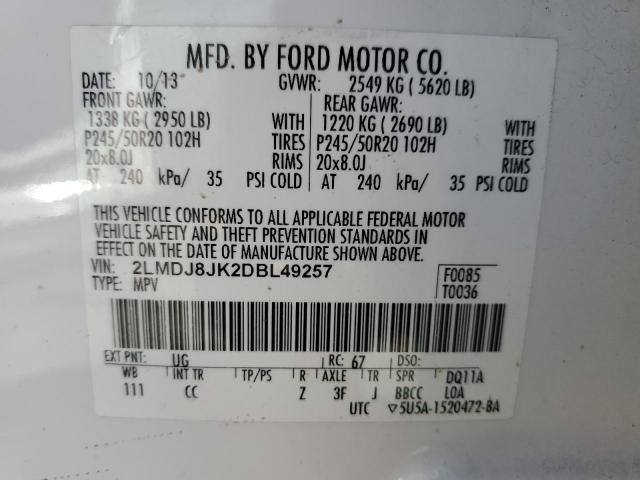 MFD. BY FORD MOTOR CO.
DATE: 10/13 GVWR: 2549 KG ( 5620 LB)
FRONT GAWR: REAR GAWR:
1338 KG ( 2950 LB) WITH 1220 KG ( 2690 LB) WITH
P245/50R20 102H TIRES P245/50R20 102H TIRES
20x8.0J RIMS 20x8.0J RIMS
AT 240 kPa/ 35 PSI COLD AT 240 kPa/ 35 PSI COLD
THIS VEHICLE CONFORMS TO ALL APPLICABLE FEDERAL MOTOR
VEHICLE SAFETY AND THEFT PREVENTION STANDARDS IN
EFFECT ON THE DATE OF MANUFACTURE SHOWN ABOVE.
VIN: 2LMDJ8JK2DBL49257 F0085
TYPE: MPV T0036
EXT PNT: UG RC: 67 DSO:
WB INT TR TP/PS R AXLE TR SPR DQ11A
111 CC Z 3F J BBCC LOA
UTC ▽5U5A-1520472-BA